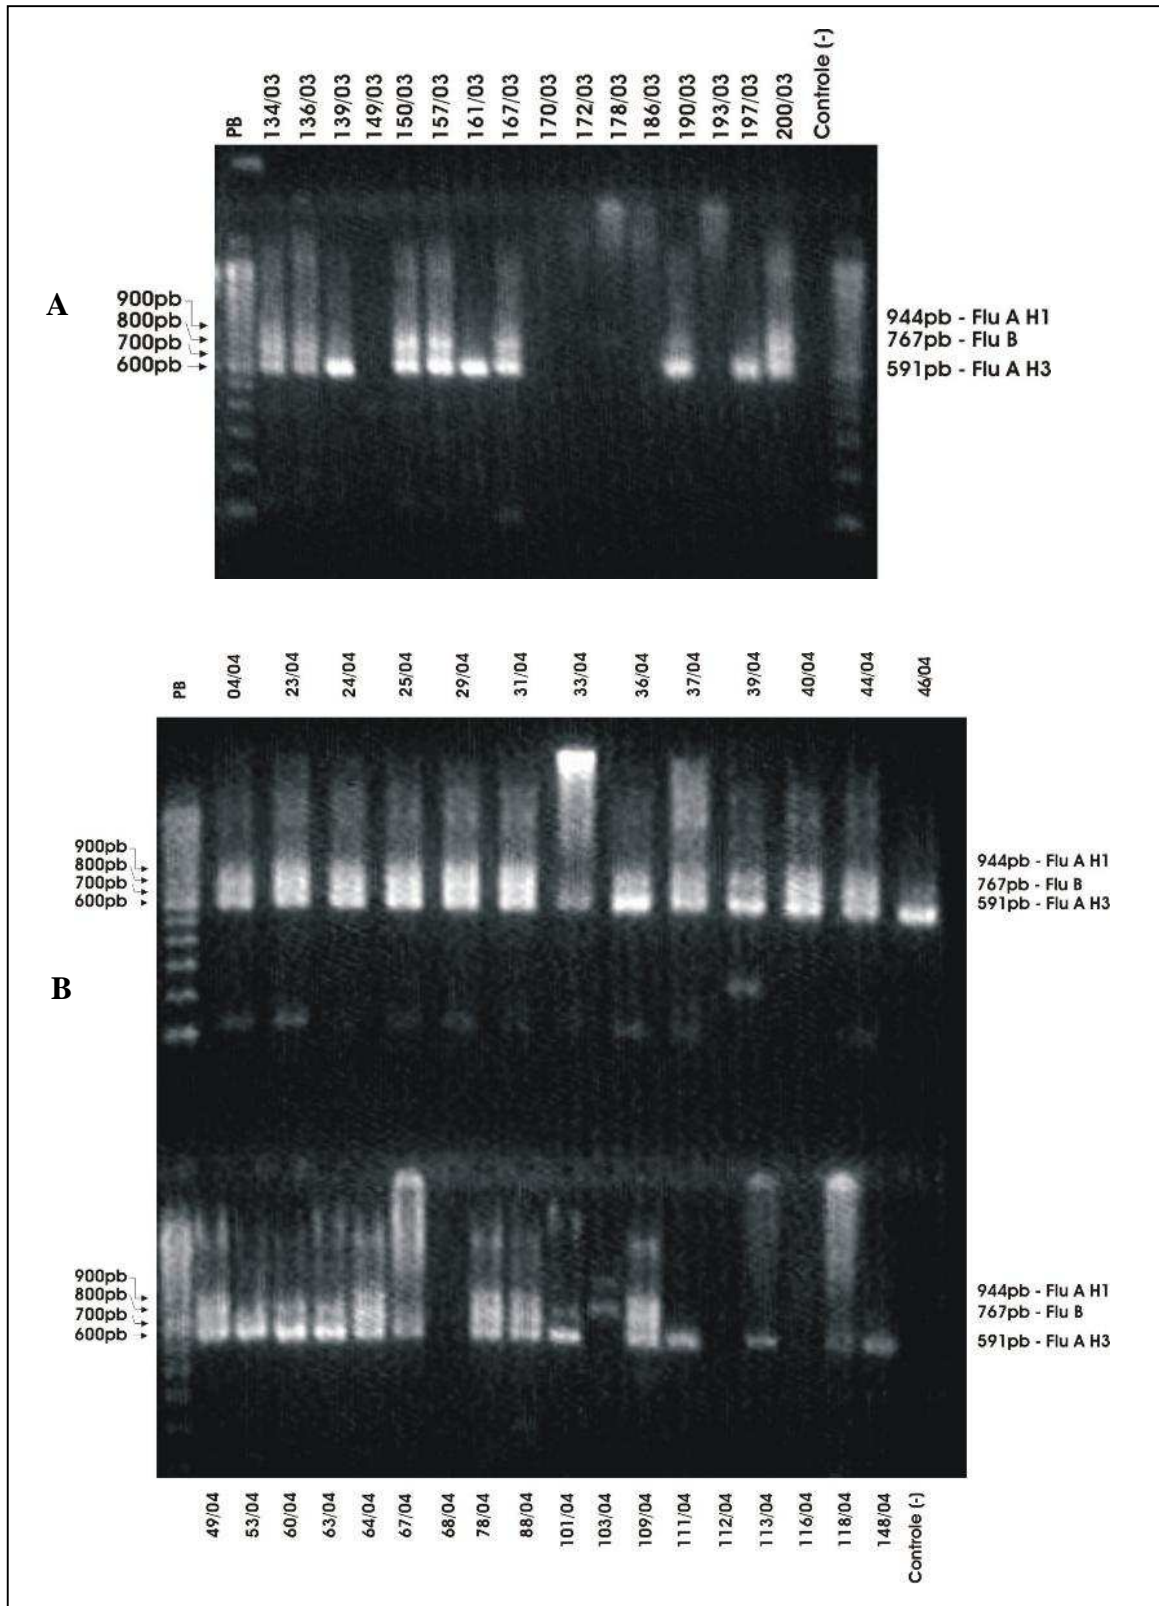 PB
134/03
136/03
139/03
149/03
150/03
157/03
161/03
167/03
170/03
172/03
178/03
186/03
190/03
193/03
197/03
200/03
Controle (-)
A
900pb
800pb
700pb
600pb
944pb - Flu A H1
767pb - Flu B
591pb - Flu A H3
PB
04/04
23/04
24/04
25/04
29/04
31/04
33/04
36/04
37/04
39/04
40/04
44/04
46/04
900pb
800pb
700pb
600pb
944pb - Flu A H1
767pb - Flu B
591pb - Flu A H3
B
900pb
800pb
700pb
600pb
944pb - Flu A H1
767pb - Flu B
591pb - Flu A H3
49/04
53/04
60/04
63/04
64/04
67/04
68/04
78/04
88/04
101/04
103/04
109/04
111/04
112/04
113/04
116/04
118/04
148/04
Controle (-)